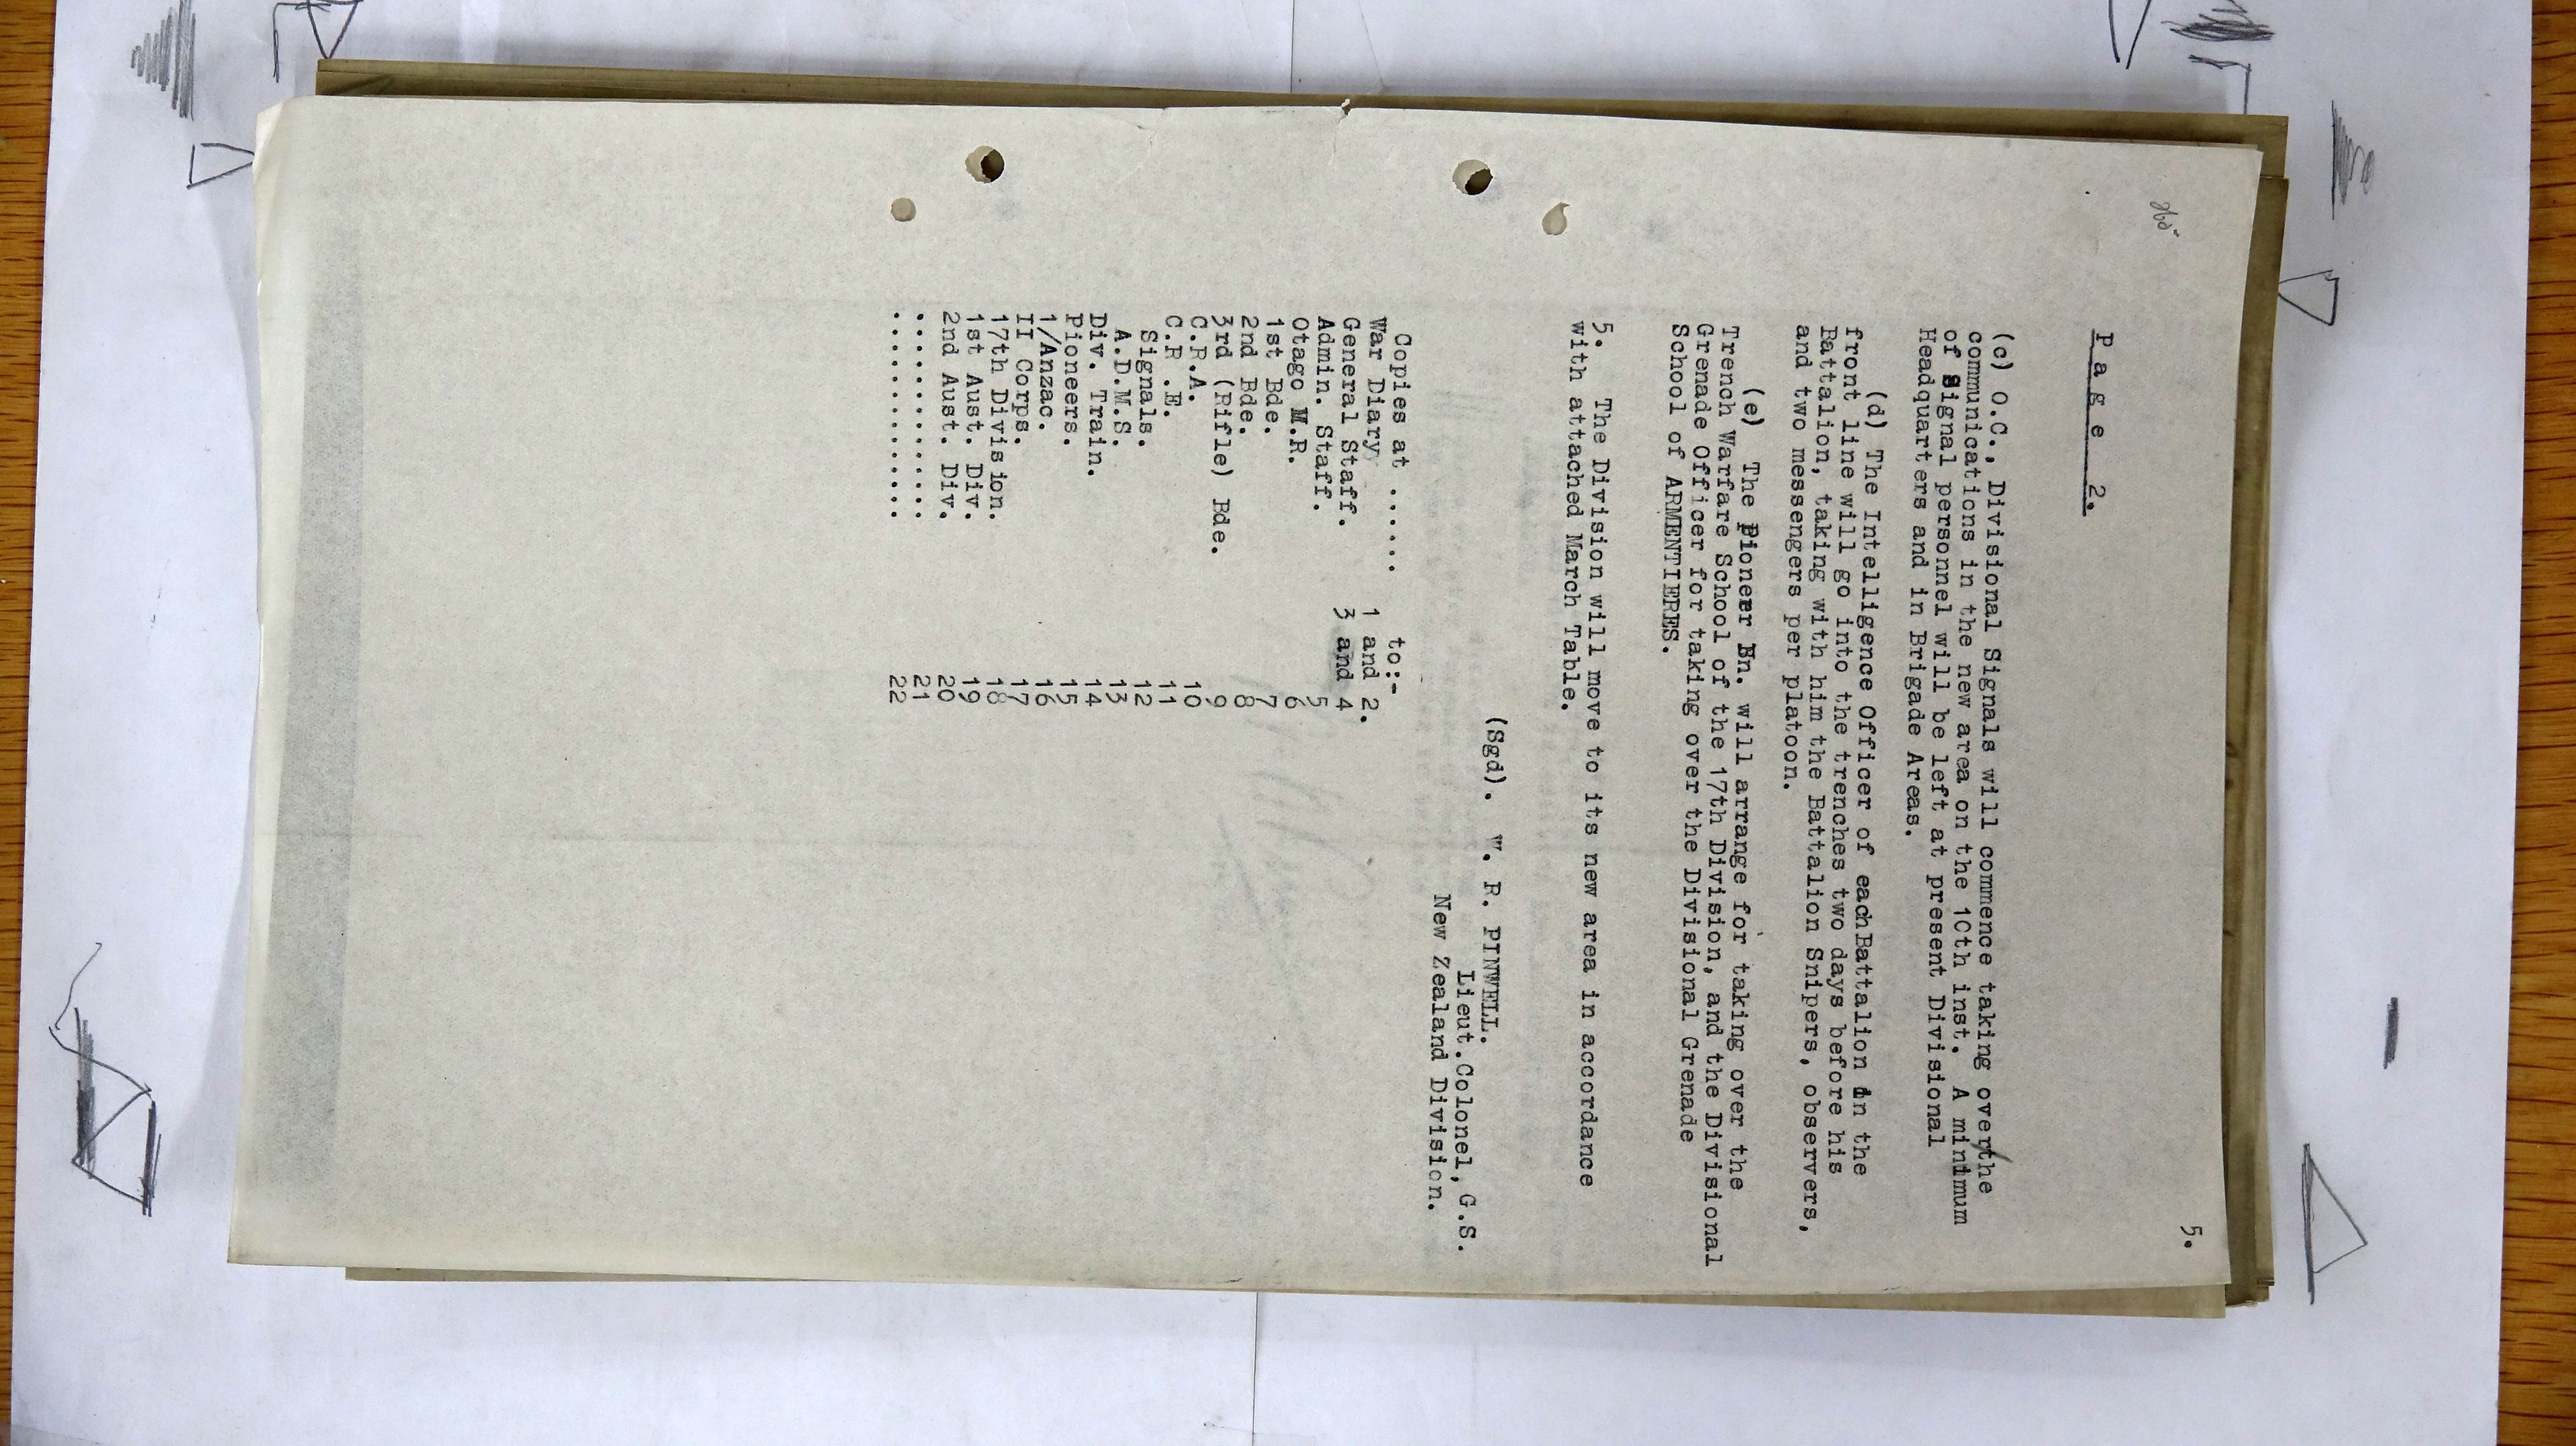 5.
Page 2.
(c) O.C., Divisional Signals will commence taking over/the
communications in the new area on the 10th inst. A minimum
of Signal personnel will be left at present Divisional
Headquarters and in Brigade Areas.
(d) The Intelligence Officer of each Battalion in the
front line will go into the trenches two days before his
Battalion, taking with him the Battalion Snipers, observers,
and two messengers per platoon.
(e) The Pioneer Bn. will arrange for taking over the
Trench Warfare School of the 17th Division, and the Divisional
Grenade Officer for taking over the Divisional Grenade
School of ARMENTIERES.
5. The Division will move to its new area in accordance
with attached March Table.
(Sgd). W. R. PINWELL.
Lieut.Colonel, G.S.
New Zealand Division.
Copies at ...... to:-
War Diary 1 and 2.
General Staff. 3 and 4
Admin. Staff. 5
Otago M.R. 6
1st Bde. 7
2nd Bde. 8
3rd (Rifle) Bde. 9
C.R.A. 10
C.R .E. 11
Signals. 12
A.D.M.S. 13
Div. Train. 14
Pioneers. 15
1/Anzac. 16
II Corps. 17
17th Division. 18
1st Aust. Div. 19
2nd Aust. Div. 20
................ 21
................ 22